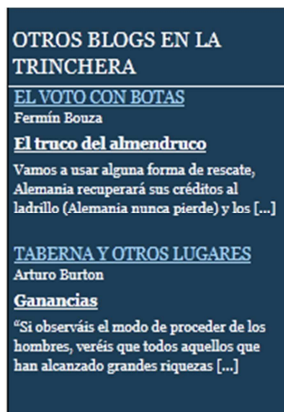 OTROS BLOGS EN LA
TRINCHERA
EL VOTO CON BOTAS
Fermín Bouza
El truco del almendruco
Vamos a usar alguna forma de rescate,
Alemania recuperará sus créditos al
ladrillo (Alemania nunca pierde) y los [...]
TABERNA Y OTROS LUGARES
Arturo Burton
Ganancias
“Si observáis el modo de proceder de los
hombres, veréis que todos aquellos que
han alcanzado grandes riquezas [...]